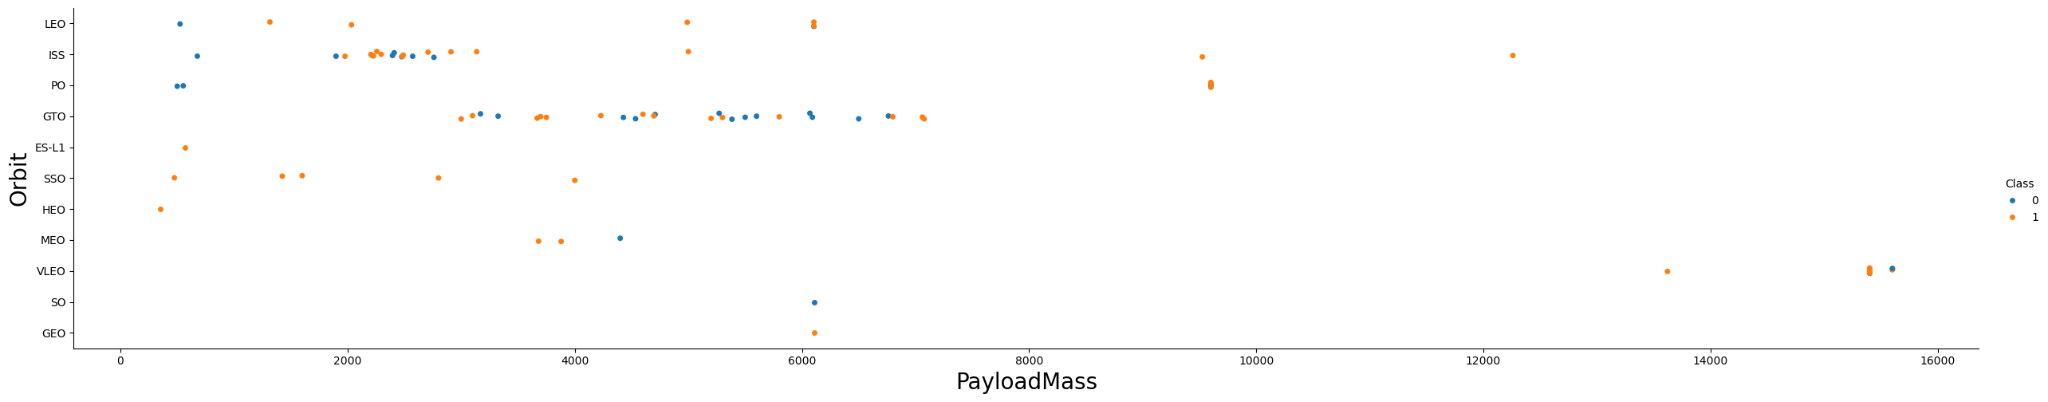 LEO
ISS
PO
GTO
ES-L1
SSO
HEO
MEO
VLEO
SO
GEO
Orbit
0 2000 4000 6000 8000 10000 12000 14000 16000
PayloadMass
Class
0
1